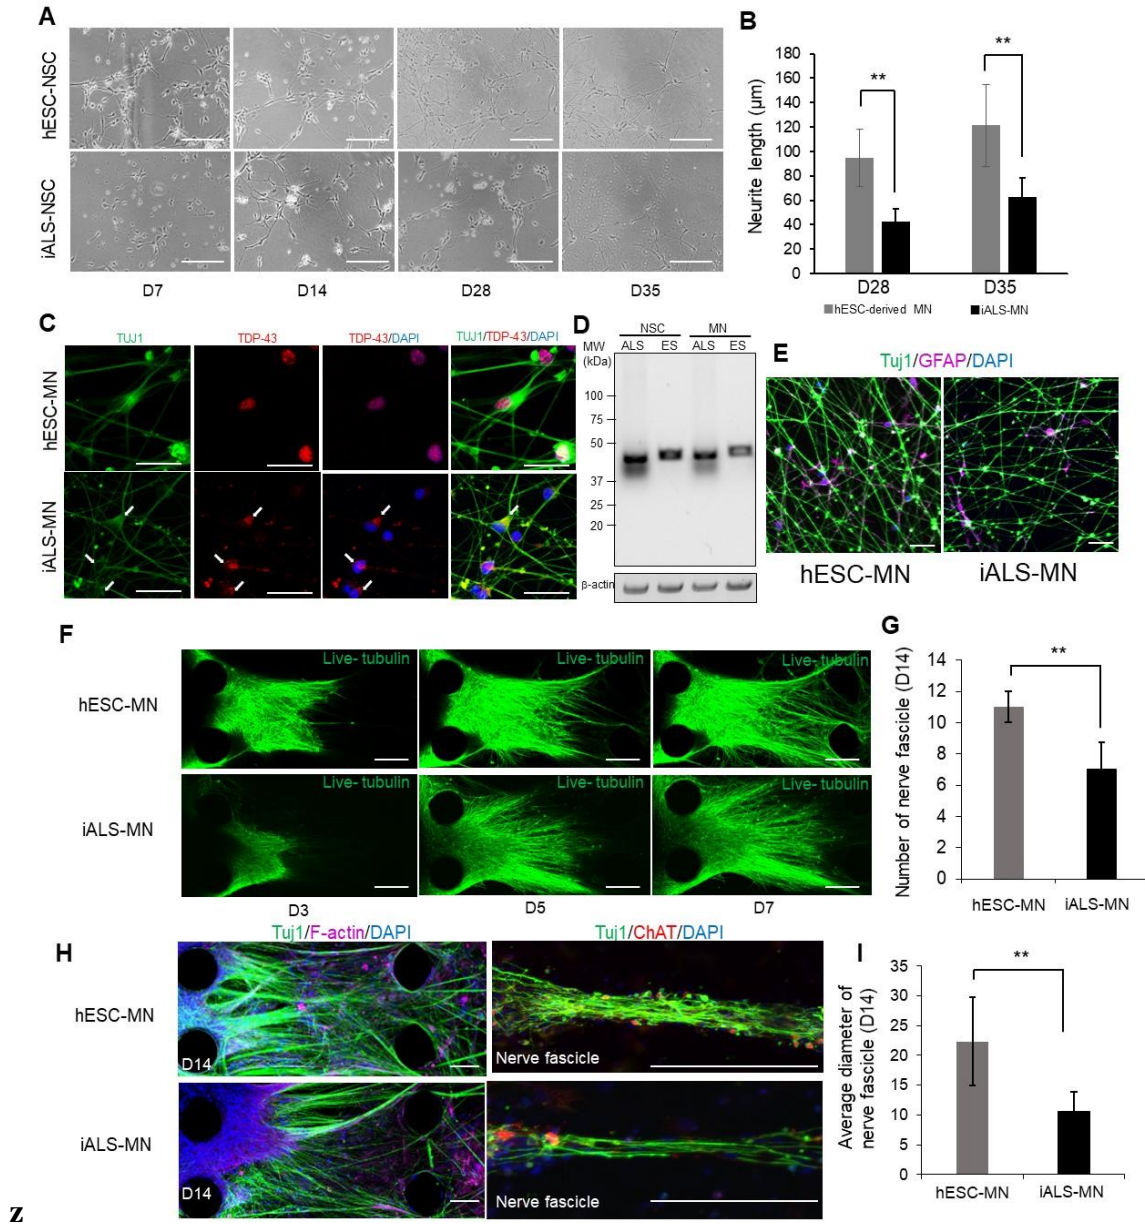 A
hESC-NSC
iALS-NSC
D7 D14 D28 D35
B
Neurite length (µm)
180
160
140
120
100
80
60
40
20
0
** **
D28 D35
hESC-derived MN iALS-MN
C
TUJ1 TDP-43 TDP-43/DAPI TUJ1/TDP-43/DAPI
hESC-MN
iALS-MN
D
NSC MN
MW ALS ES ALS ES
(kDa)
100
75
50
37
25
20
β-actin
E
Tuj1/GFAP/DAPI
hESC-MN iALS-MN
F
Live- tubulin Live- tubulin Live- tubulin
hESC-MN
Live- tubulin Live- tubulin Live- tubulin
iALS-MN
D3 D5 D7
G
Number of nerve fascicle (D14)
14
12
10
8
6
4
2
0
**
hESC-MN iALS-MN
H
Tuj1/F-actin/DAPI Tuj1/ChAT/DAPI
hESC-MN
D14 Nerve fascicle
iALS-MN
D14 Nerve fascicle
I
Average diameter of
nerve fascicle (D14)
35
30
25
20
15
10
5
0
**
hESC-MN iALS-MN
z